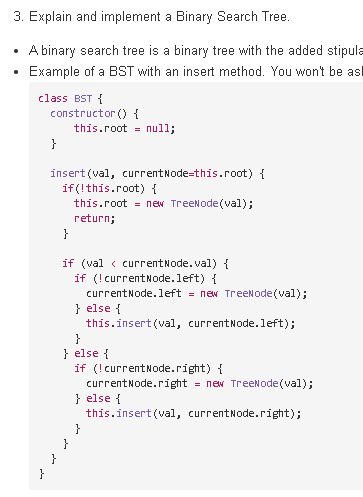 3. Explain and implement a Binary Search Tree.
• A binary search tree is a binary tree with the added stipula
• Example of a BST with an insert method. You won't be as
class BST {
  constructor() {
      this.root = null;
  }

  insert(val, currentNode=this.root) {
    if(!this.root) {
      this.root = new TreeNode(val);
      return;
    }

    if (val < currentNode.val) {
      if (!currentNode.left) {
        currentNode.left = new TreeNode(val);
      } else {
        this.insert(val, currentNode.left);
      }
    } else {
      if (!currentNode.right) {
        currentNode.right = new TreeNode(val);
      } else {
        this.insert(val, currentNode.right);
      }
    }
  }
}